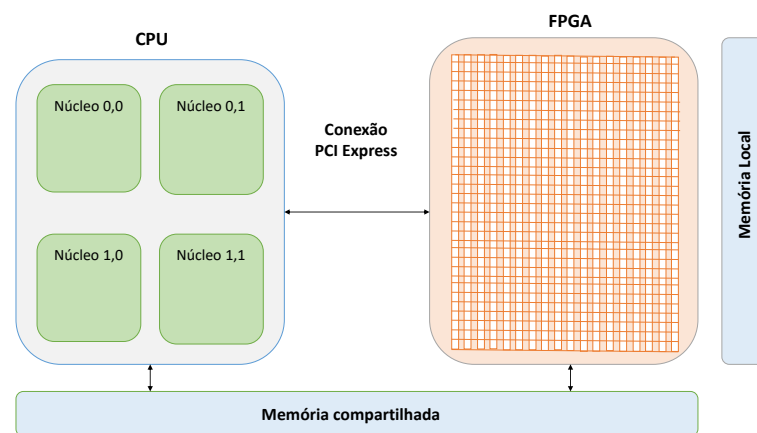 CPU
FPGA
Núcleo 0,0
Núcleo 0,1
Conexão
PCI Express
Núcleo 1,0
Núcleo 1,1
Memória Local
Memória compartilhada